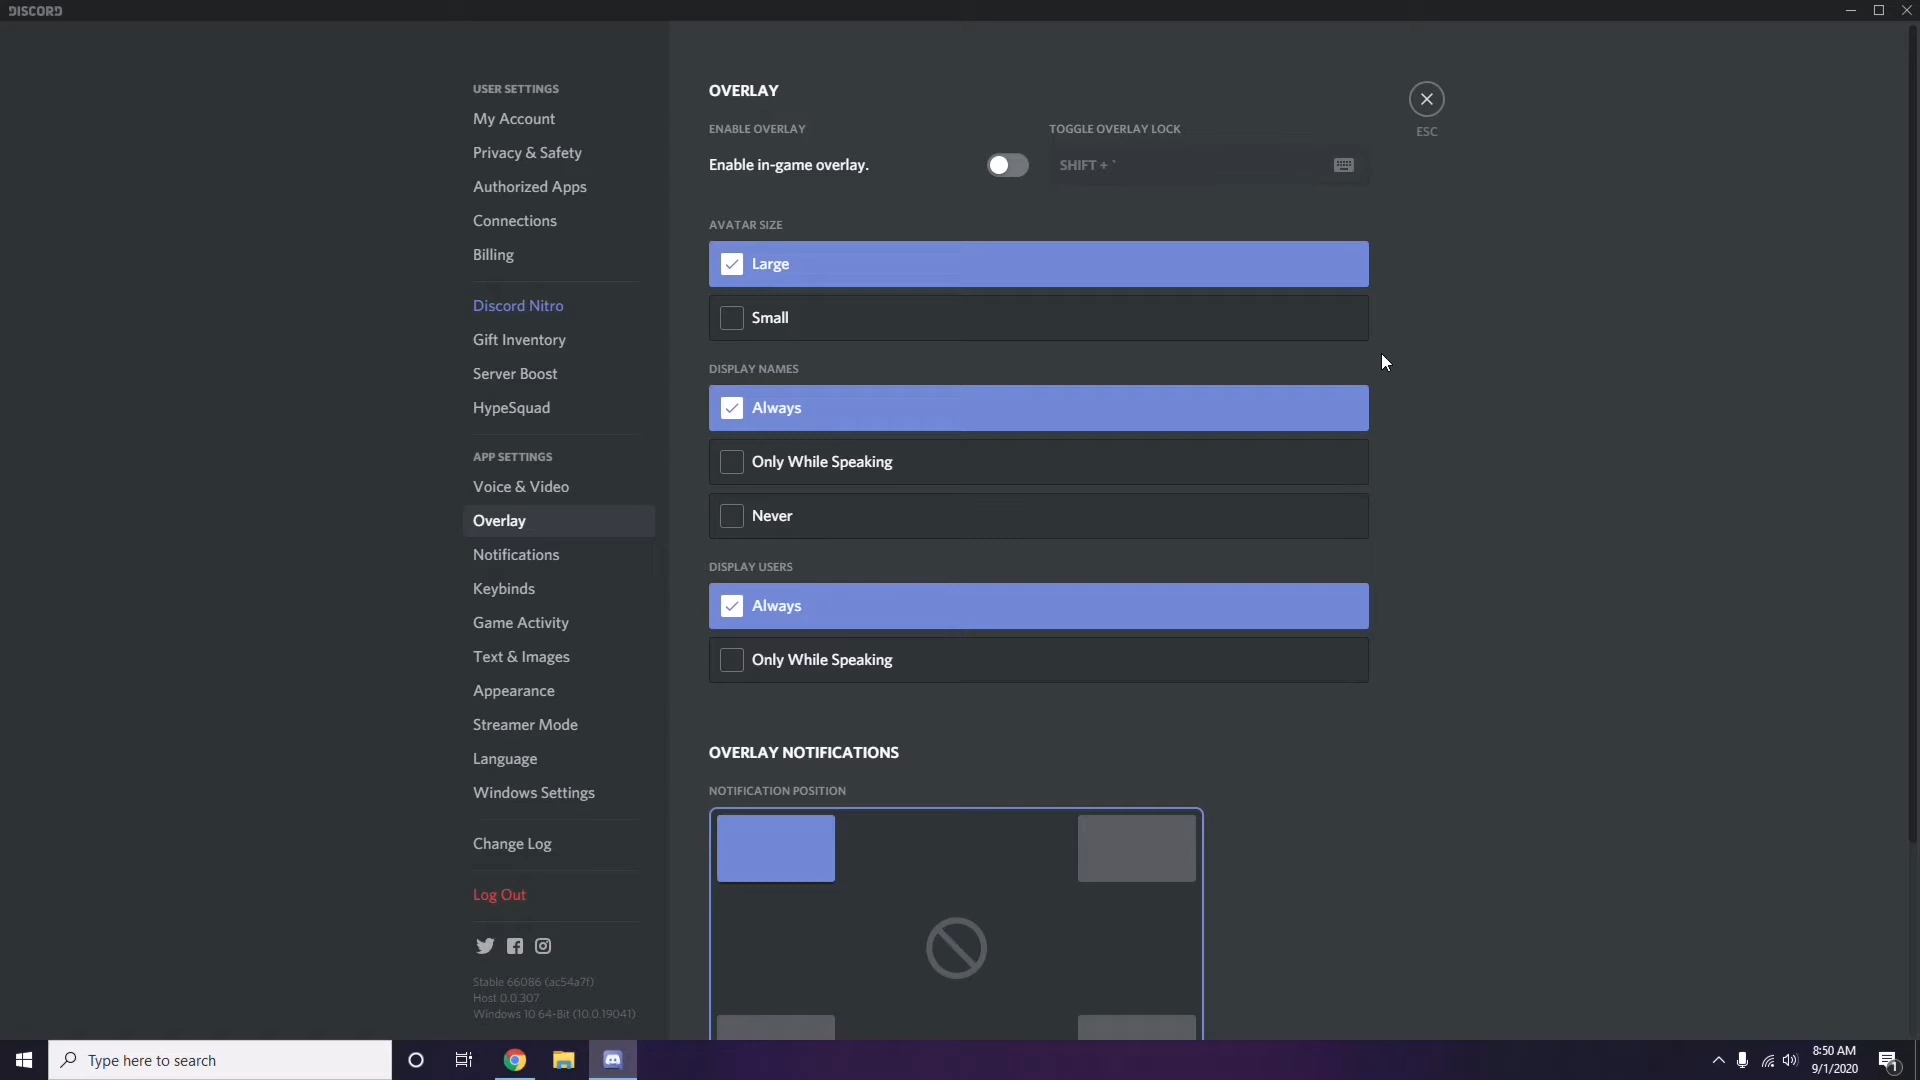 DISCORD
USER SETTINGS
My Account
Privacy & Safety
Authorized Apps
Connections
Billing
Discord Nitro
Gift Inventory
Server Boost
HypeSquad
APP SETTINGS
Voice & Video
Overlay
Notifications
Keybinds
Game Activity
Text & Images
Appearance
Streamer Mode
Language
Windows Settings
Change Log
Log Out
Stable 66086 (ac54a7f)
Host 0.0.307
Windows 10 64-Bit (10.0.19041)
OVERLAY
ENABLE OVERLAY
Enable in-game overlay.
TOGGLE OVERLAY LOCK
SHIFT + `
ESC
AVATAR SIZE
Large
Small
DISPLAY NAMES
Always
Only While Speaking
Never
DISPLAY USERS
Always
Only While Speaking
OVERLAY NOTIFICATIONS
NOTIFICATION POSITION
Type here to search
8:50 AM
9/1/2020
1